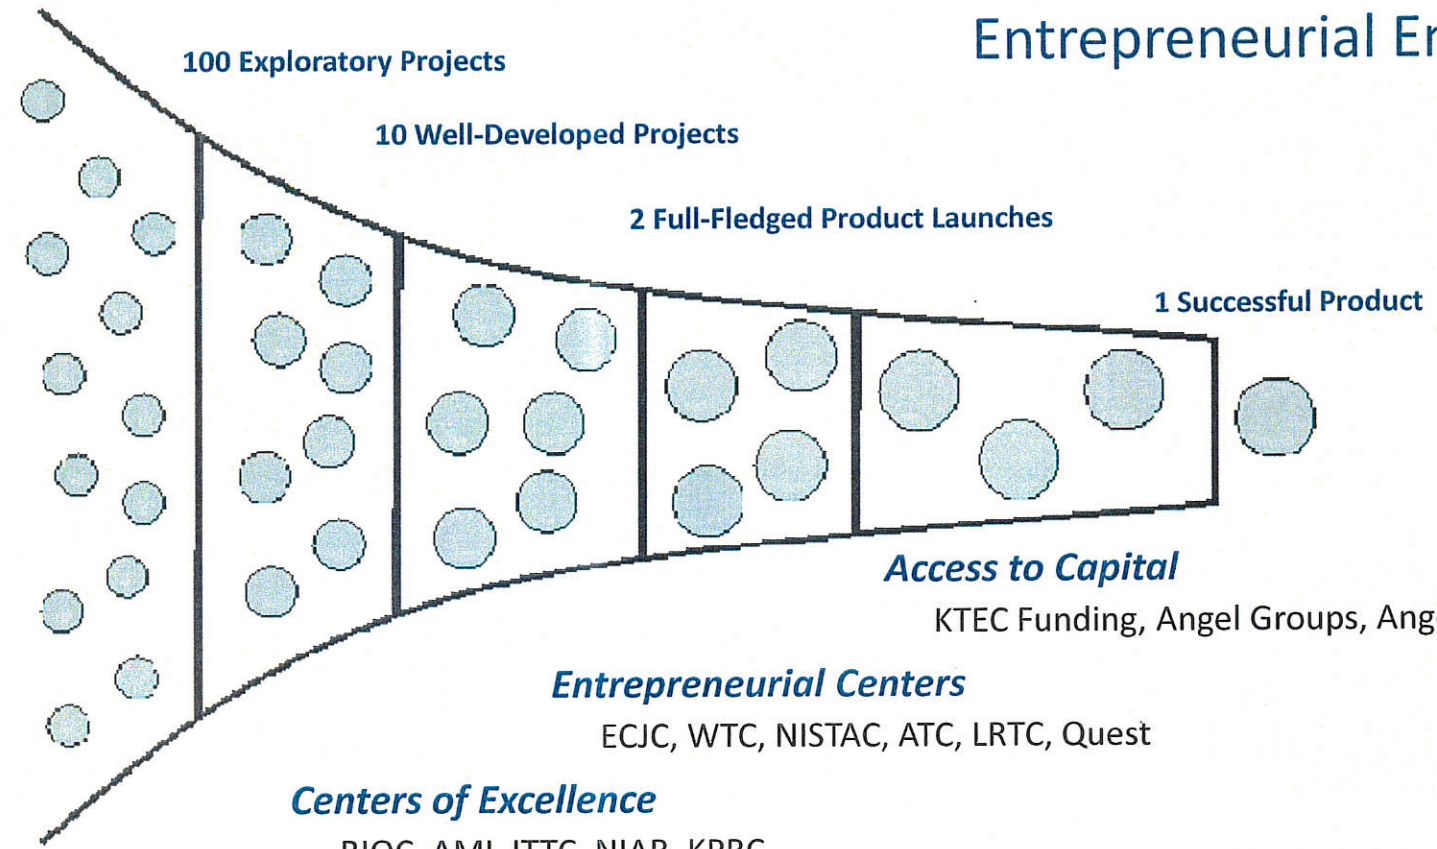 Entrepreneurial
100 Exploratory Projects
10 Well-Developed Projects
2 Full-Fledged Product Launches
1 Successful Product
Access to Capital
KTEC Funding, Angel Groups,
Entrepreneurial Centers
ECJC, WTC, NISTAC, ATC, LRTC, Quest
Centers of Excellence